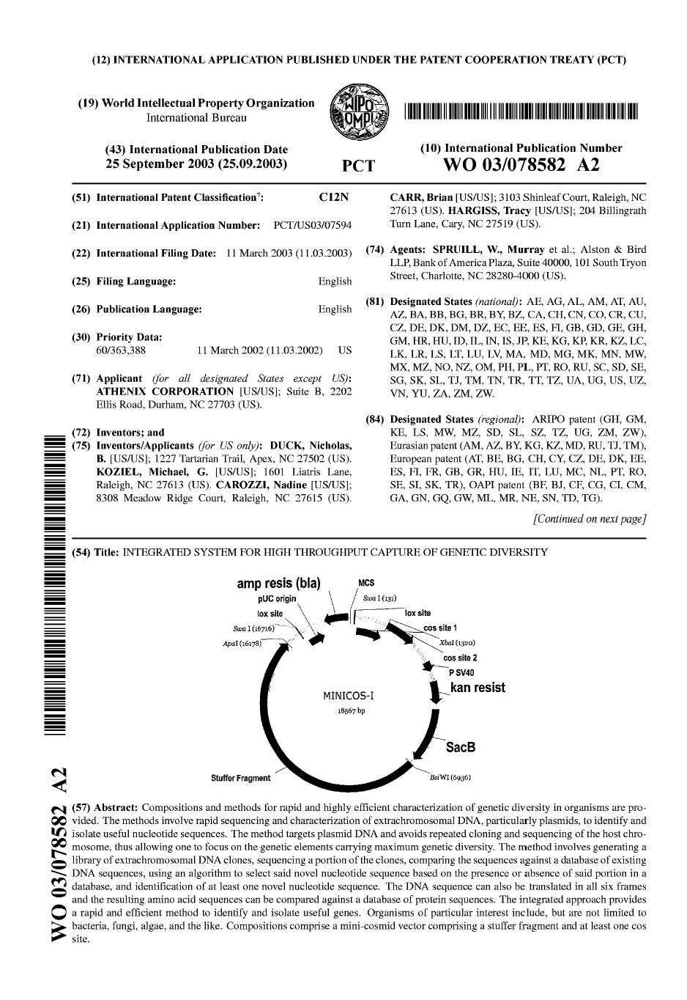 (12) INTERNATIONAL APPLICATION PUBLISHED UNDER THE PATENT COOPERATION TREATY (PCT)
(19) World Intellectual Property Organization
International Bureau
WIPO
OMPI
(43) International Publication Date
25 September 2003 (25.09.2003)
PCT
(10) International Publication Number
WO 03/078582 A2
(51) International Patent Classification7: C12N
(21) International Application Number: PCT/US03/07594
(22) International Filing Date: 11 March 2003 (11.03.2003)
(25) Filing Language: English
(26) Publication Language: English
(30) Priority Data:
60/363,388 11 March 2002 (11.03.2002) US
(71) Applicant (for all designated States except US):
ATHENIX CORPORATION [US/US]; Suite B, 2202
Ellis Road, Durham, NC 27703 (US).
(72) Inventors; and
(75) Inventors/Applicants (for US only): DUCK, Nicholas,
B. [US/US]; 1227 Tartarian Trail, Apex, NC 27502 (US).
KOZIEL, Michael, G. [US/US]; 1601 Liatris Lane,
Raleigh, NC 27613 (US). CAROZZI, Nadine [US/US];
8308 Meadow Ridge Court, Raleigh, NC 27615 (US).
CARR, Brian [US/US]; 3103 Shinleaf Court, Raleigh, NC
27613 (US). HARGISS, Tracy [US/US]; 204 Billingrath
Turn Lane, Cary, NC 27519 (US).
(74) Agents: SPRUILL, W., Murray et al.; Alston & Bird
LLP, Bank of America Plaza, Suite 40000, 101 South Tryon
Street, Charlotte, NC 28280-4000 (US).
(81) Designated States (national): AE, AG, AL, AM, AT, AU,
AZ, BA, BB, BG, BR, BY, BZ, CA, CH, CN, CO, CR, CU,
CZ, DE, DK, DM, DZ, EC, EE, ES, FI, GB, GD, GE, GH,
GM, HR, HU, ID, IL, IN, IS, JP, KE, KG, KP, KR, KZ, LC,
LK, LR, LS, LT, LU, LV, MA, MD, MG, MK, MN, MW,
MX, MZ, NO, NZ, OM, PH, PL, PT, RO, RU, SC, SD, SE,
SG, SK, SL, TJ, TM, TN, TR, TT, TZ, UA, UG, US, UZ,
VN, YU, ZA, ZM, ZW.
(84) Designated States (regional): ARIPO patent (GH, GM,
KE, LS, MW, MZ, SD, SL, SZ, TZ, UG, ZM, ZW),
Eurasian patent (AM, AZ, BY, KG, KZ, MD, RU, TJ, TM),
European patent (AT, BE, BG, CH, CY, CZ, DE, DK, EE,
ES, FI, FR, GB, GR, HU, IE, IT, LU, MC, NL, PT, RO,
SE, SI, SK, TR), OAPI patent (BF, BJ, CF, CG, CI, CM,
GA, GN, GQ, GW, ML, MR, NE, SN, TD, TG).
[Continued on next page]
(54) Title: INTEGRATED SYSTEM FOR HIGH THROUGHPUT CAPTURE OF GENETIC DIVERSITY
amp resis (bla)
MCS
pUC origin
Swa I (131)
lox site
lox site
Swa I (16716)
cos site 1
ApaI (16178)
XbaI (1320)
cos site 2
P SV40
kan resist
MINICOS-I
18567 bp
SacB
Stuffer Fragment
BsiWI (6936)
(57) Abstract: Compositions and methods for rapid and highly efficient characterization of genetic diversity in organisms are pro-
vided. The methods involve rapid sequencing and characterization of extrachromosomal DNA, particularly plasmids, to identify and
isolate useful nucleotide sequences. The method targets plasmid DNA and avoids repeated cloning and sequencing of the host chro-
mosome, thus allowing one to focus on the genetic elements carrying maximum genetic diversity. The method involves generating a
library of extrachromosomal DNA clones, sequencing a portion of the clones, comparing the sequences against a database of existing
DNA sequences, using an algorithm to select said novel nucleotide sequence based on the presence or absence of said portion in a
database, and identification of at least one novel nucleotide sequence. The DNA sequence can also be translated in all six frames
and the resulting amino acid sequences can be compared against a database of protein sequences. The integrated approach provides
a rapid and efficient method to identify and isolate useful genes. Organisms of particular interest include, but are not limited to
bacteria, fungi, algae, and the like. Compositions comprise a mini-cosmid vector comprising a stuffer fragment and at least one cos
site.
WO 03/078582 A2